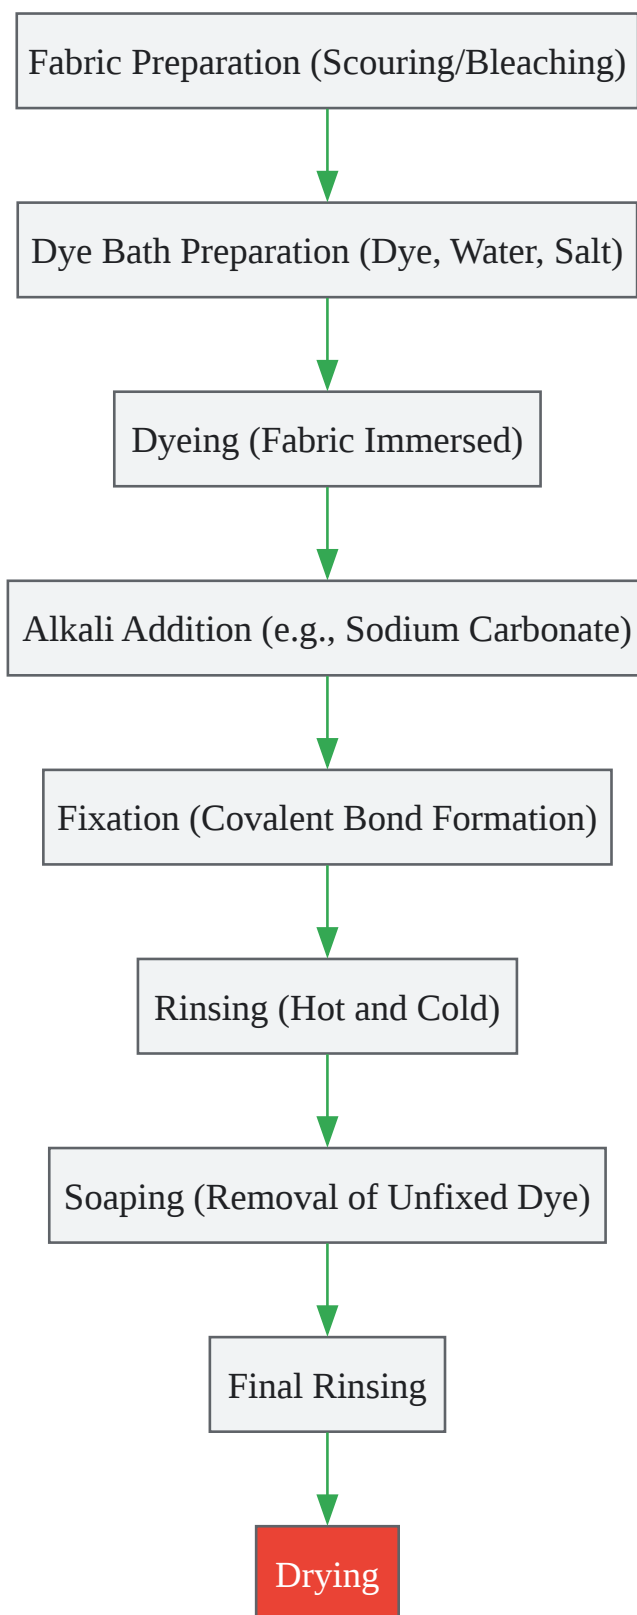 Fabric Preparation (Scouring/Bleaching)
Dye Bath Preparation (Dye, Water, Salt)
Dyeing (Fabric Immersed)
Alkali Addition (e.g., Sodium Carbonate)
Fixation (Covalent Bond Formation)
Rinsing (Hot and Cold)
Soaping (Removal of Unfixed Dye)
Final Rinsing
Drying